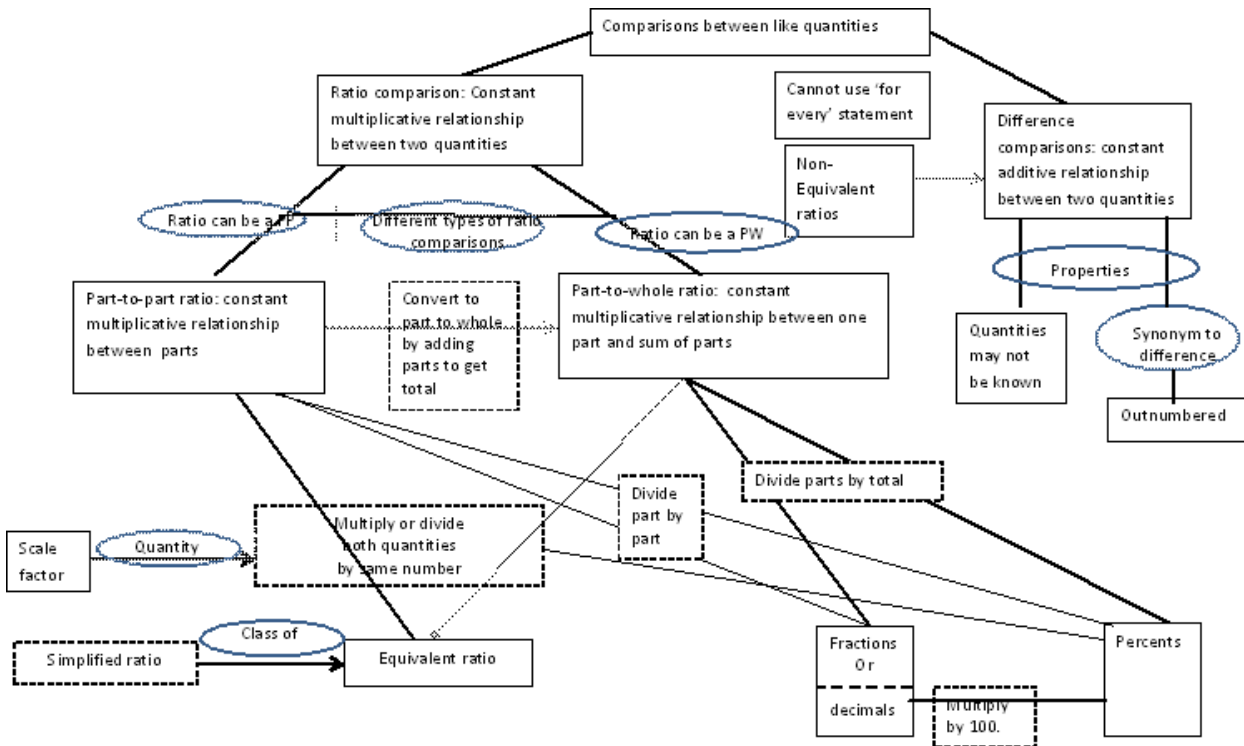 Comparisons between like quantities
Ratio comparison: Constant
multiplicative relationship
between two quantities
Cannot use ‘for
every’ statement
Difference
comparisons: constant
additive relationship
between two quantities
Non-
Equivalent
ratios
Ratio can be a PP
Different types of ratio
comparisons
Ratio can be a PW
Properties
Part-to-part ratio: constant
multiplicative relationship
between parts
Convert to
part to whole
by adding
parts to get
total
Part-to-whole ratio: constant
multiplicative relationship between one
part and sum of parts
Quantities
may not
be known
Synonym to
difference
Outnumbered
Divide parts by total
Divide
part by
part
Scale
factor
Quantity
Multiply or divide
both quantities
by same number
Simplified ratio
Class of
Equivalent ratio
Fractions
Or
decimals
Multiply
by 100.
Percents